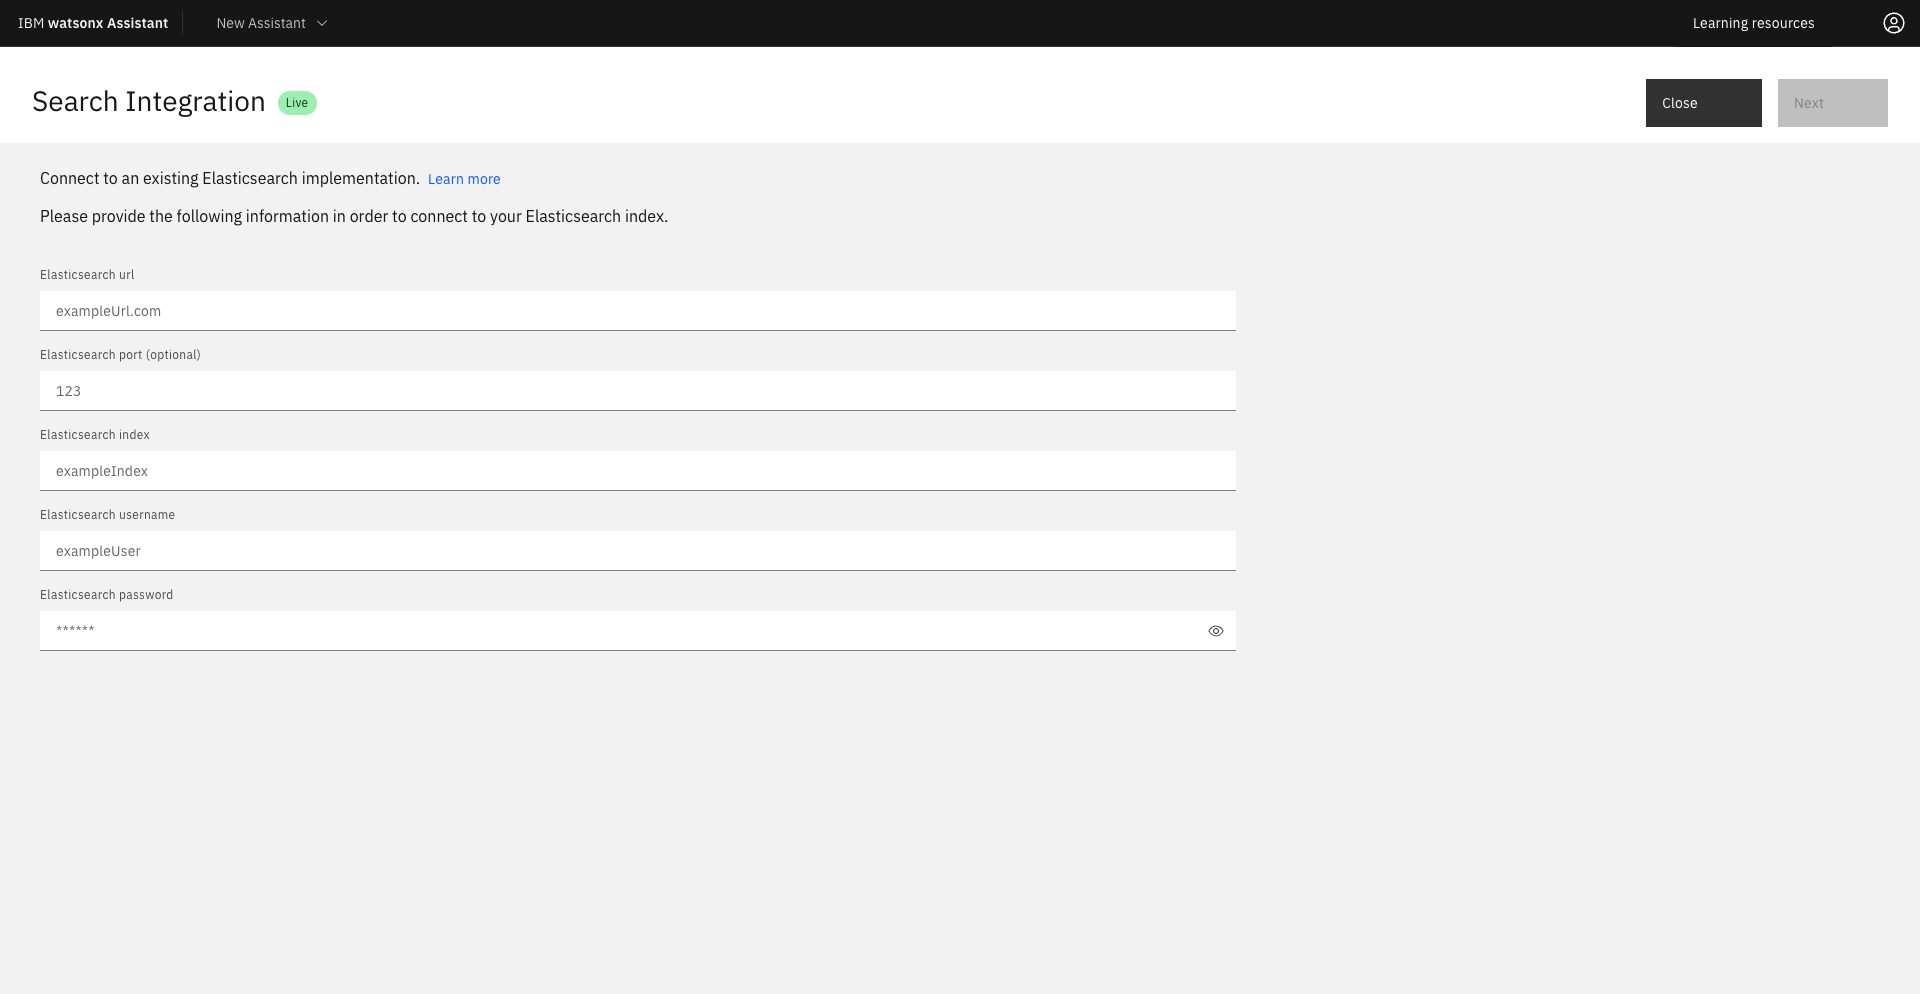 IBM watsonx Assistant New Assistant Learning resources
Search Integration Live Close Next
Connect to an existing Elasticsearch implementation. Learn more
Please provide the following information in order to connect to your Elasticsearch index.
Elasticsearch url
exampleUrl.com
Elasticsearch port (optional)
123
Elasticsearch index
exampleIndex
Elasticsearch username
exampleUser
Elasticsearch password
******